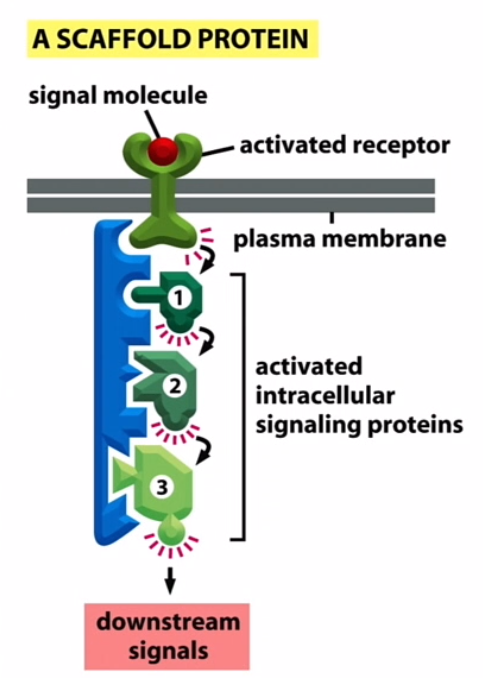 A SCAFFOLD PROTEIN
signal molecule
activated receptor
plasma membrane
1
2
3
activated
intracellular
signaling proteins
downstream
signals